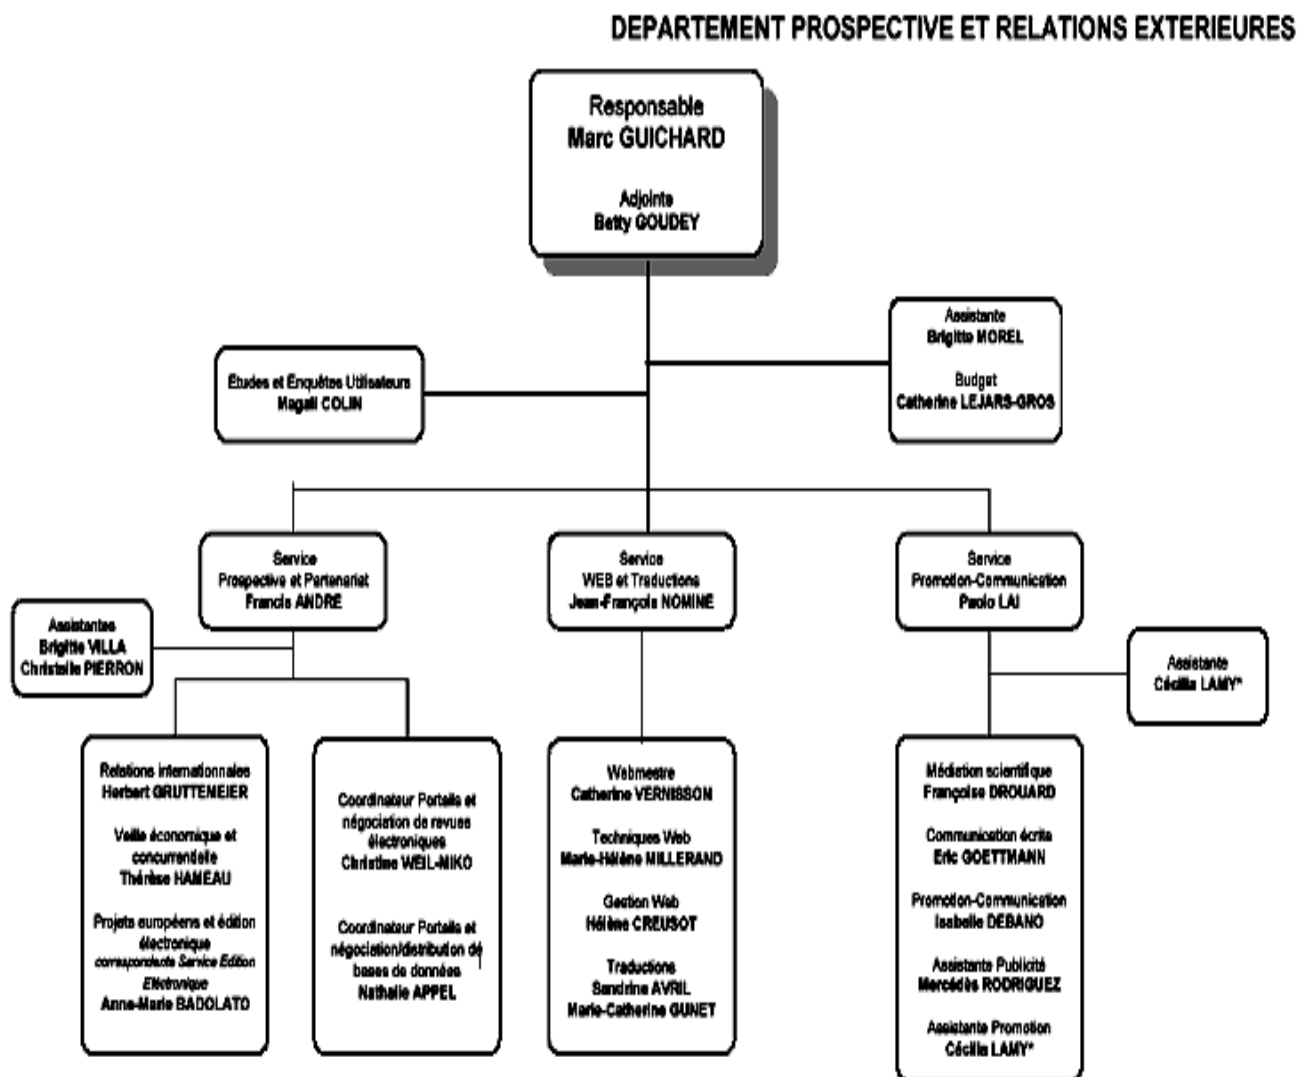 DEPARTEMENT PROSPECTIVE ET RELATIONS EXTERIEURES
Responsable
Marc GUICHARD
Adjointe
Betty GOUDEY
Assistante
Brigitte MOREL
Budget
Catherine LEJARS-GROS
Etudes et Enquêtes Utilisateurs
Magali COLIN
Service
Prospective et Partenariat
Francis ANDRE
Service
WEB et Traductions
Jean-François NOMINE
Service
Promotion-Communication
Paolo LAI
Assistantes
Brigitte VILLA
Christelle PIERRON
Assistante
Cécilia LAMY*
Relations internationales
Herbert GRUTTEMEIER
Veille économique et
concurrentielle
Thérèse HAMEAU
Projets européens et édition
électronique
correspondante Service Edition
Electronique
Anne-Marie BADOLATO
Coordinateur Portails et
négociation de revues
électroniques
Christine WEIL-MIKO
Coordinateur Portails et
négociation/distribution de
bases de données
Nathalie APPEL
Webmestre
Catherine VERNISSON
Techniques Web
Marie-Hélène MILLERAND
Gestion Web
Hélène CREUSOT
Traductions
Sandrine AVRIL
Marie-Catherine GUNET
Médiation scientifique
Françoise DROUARD
Communication écrite
Eric GOETTMANN
Promotion-Communication
Isabelle DEBANO
Assistante Publicité
Mercédès RODRIGUEZ
Assistante Promotion
Cécilia LAMY*